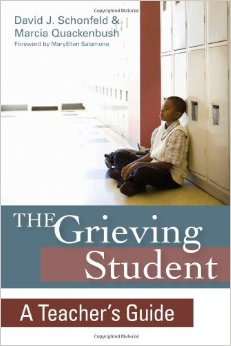 David J. Schonfeld &
Marcia Quackenbush
Foreword by MaryEllen Salamone
THE Grieving
Student
A Teacher's Guide